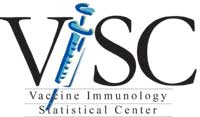 VISC
Vaccine Immunology
Statistical Center